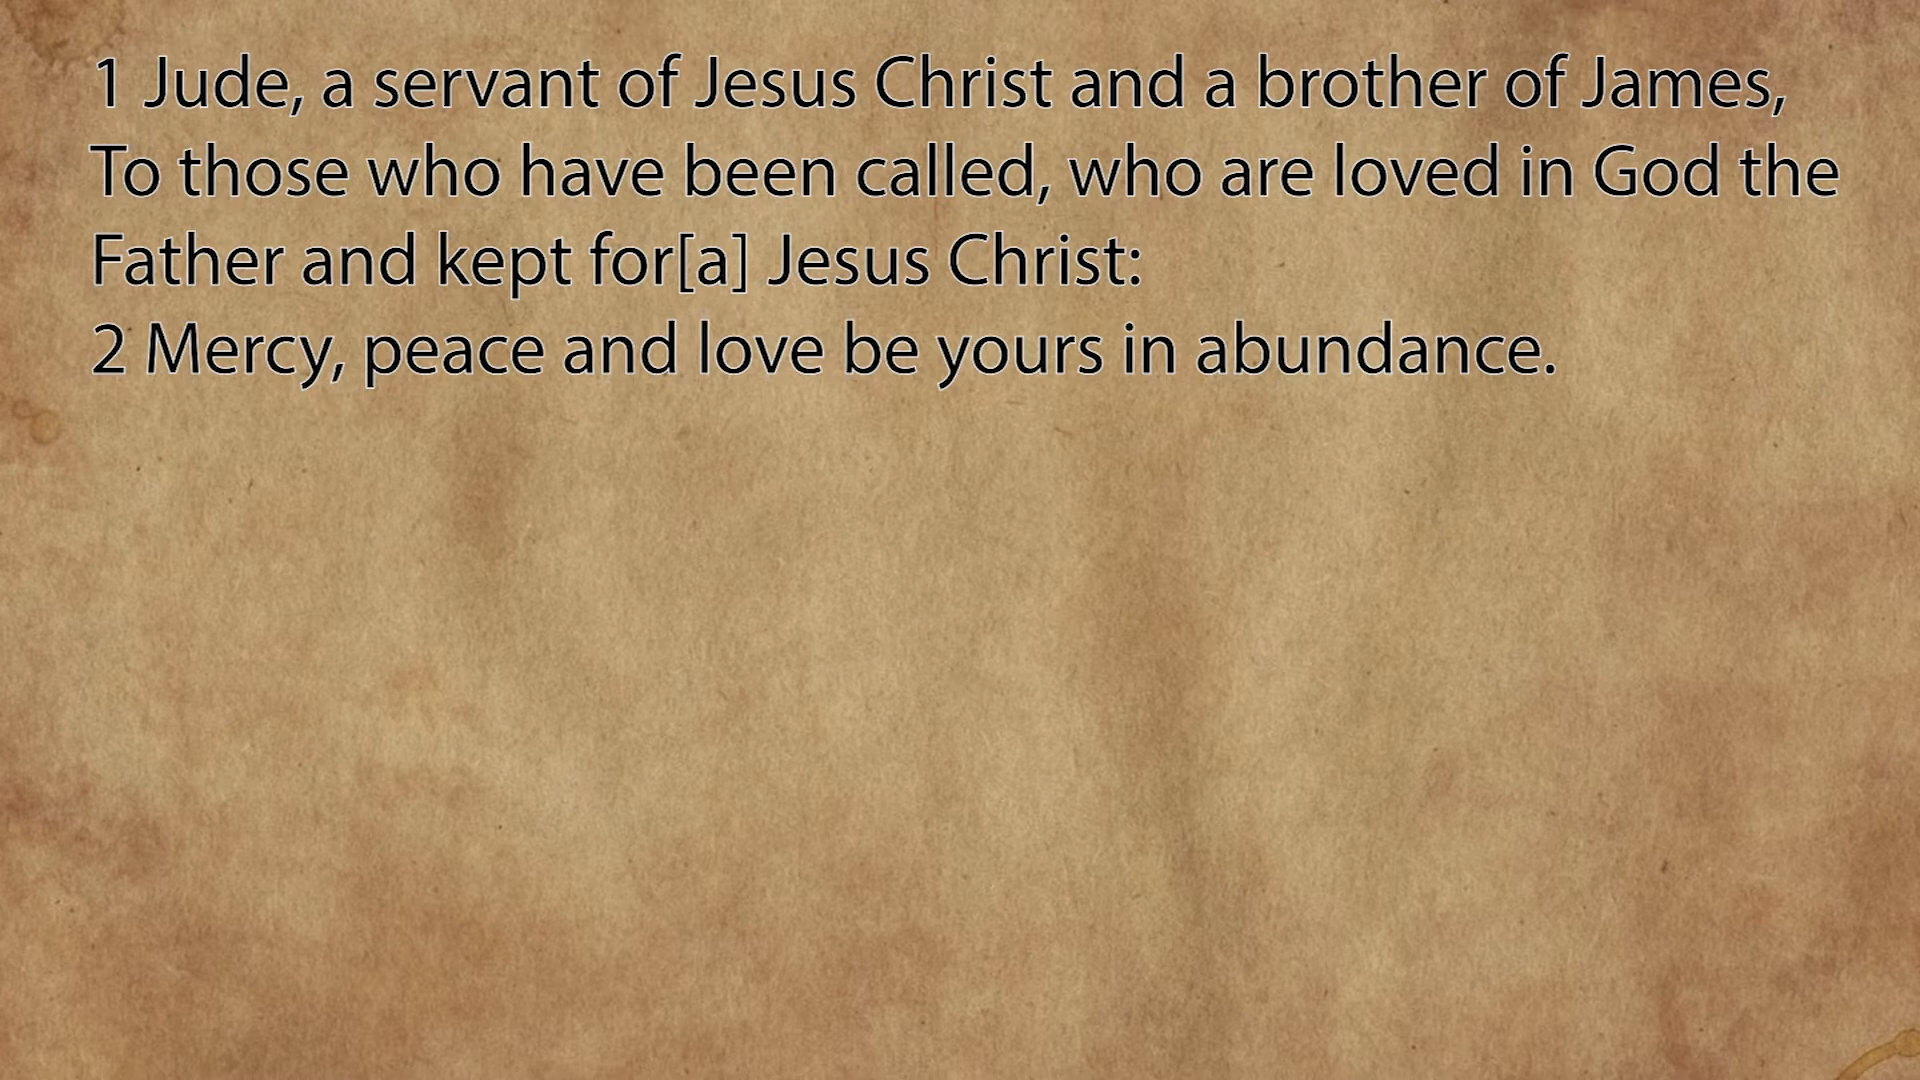 1 Jude, a servant of Jesus Christ and a brother of James,
To those who have been called, who are loved in God the
Father and kept for[a] Jesus Christ:
2 Mercy, peace and love be yours in abundance.